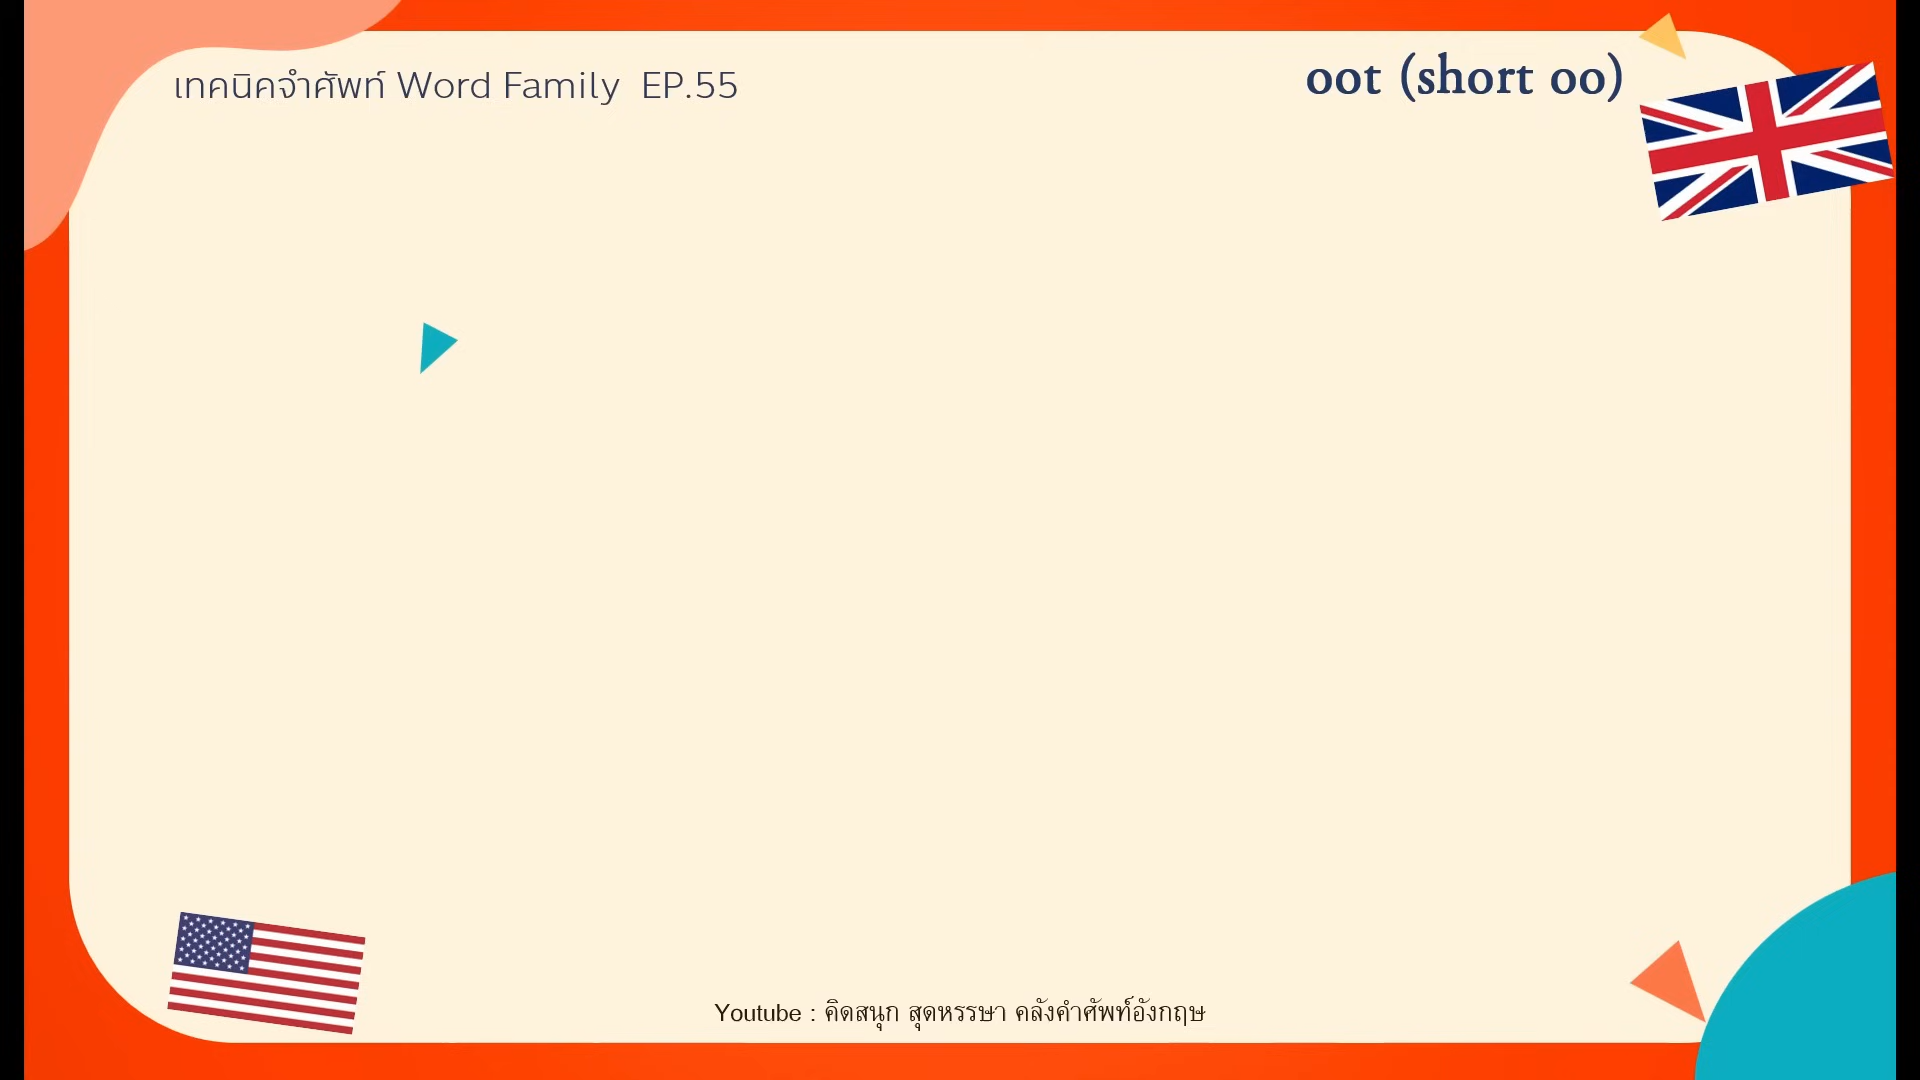 เทคนิคจำศัพท์ Word Family EP.55
oot (short oo)
Youtube : คิดสนุก สุดหรรษา คลังคำศัพท์อังกฤษ